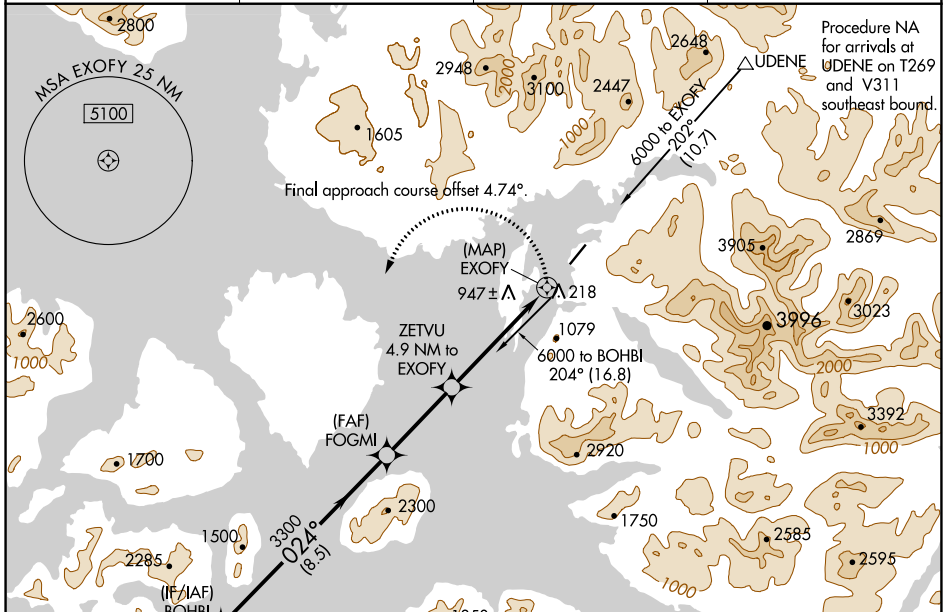 2800
MSA EXOFY 25 NM
5100
1605
2948
2000
3100
2447
1000
2648
UDENE
6000 to EXOFY
202°
(10.7)
Procedure NA
for arrivals at
UDENE on T269
and V311
southeast bound.
Final approach course offset 4.74°.
(MAP)
EXOFY
947 ±
218
3905
2869
3023
3996
2000
1079
6000 to BOHBI
204° (16.8)
ZETVU
4.9 NM to
EXOFY
2600
1000
(FAF)
FOGMI
3392
1000
2920
1700
2300
1750
3300
024°
(8.5)
1500
2285
2585
2595
1000
(IF/IAF)
BOHBI